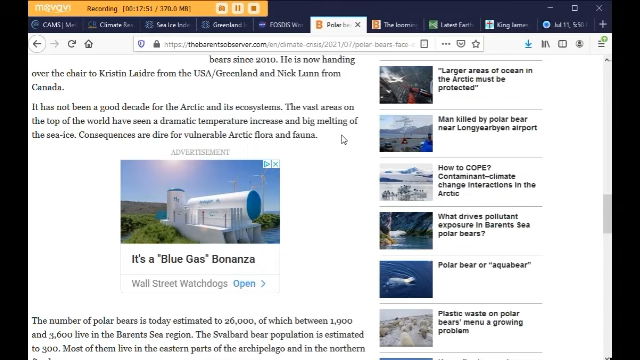 movavi
Recording (00:17:51) 370.0 MB
CAMS | M
Climate Rea
Sea Ice Inde
Greenland I
EOSDIS Wor
Polar bea
The looming
Latest Earth
King James
Jul 11, 5:50
https://thebarentsobserver.com/en/climate-crisis/2021/07/polar-bears-face-
bears since 2010. He is now handing
over the chair to Kristin Laidre from the USA/Greenland and Nick Lunn from
Canada.
It has not been a good decade for the Arctic and its ecosystems. The vast areas on
the top of the world have seen a dramatic temperature increase and big melting of
the sea-ice. Consequences are dire for vulnerable Arctic flora and fauna.
ADVERTISEMENT
It's a "Blue Gas" Bonanza
Wall Street Watchdogs Open >
The number of polar bears is today estimated to 26,000, of which between 1,900
and 3,600 live in the Barents Sea region. The Svalbard bear population is estimated
to 300. Most of them live in the eastern parts of the archipelago and in the northern
"Larger areas of ocean in
the Arctic must be
protected"
Man killed by polar bear
near Longyearbyen airport
How to COPE?
Contaminant–climate
change interactions in the
Arctic
What drives pollutant
exposure in Barents Sea
polar bears?
Polar bear or "aquabear"
Plastic waste on polar
bears' menu a growing
problem